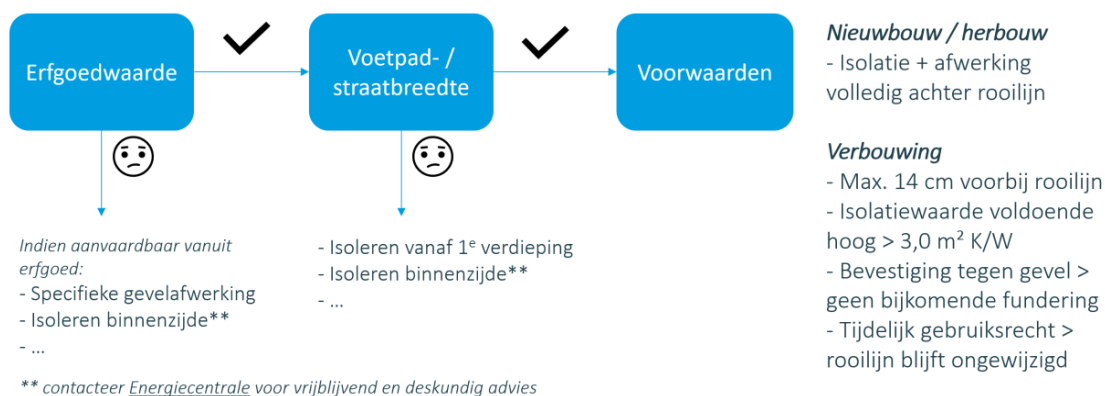 Erfgoedwaarde
Voetpad- /
straatbreedte
Voorwaarden
Indien aanvaardbaar vanuit
erfgoed:
- Specifieke gevelafwerking
- Isoleren binnenzijde**
- ...
- Isoleren vanaf 1e verdieping
- Isoleren binnenzijde**
- ...
Nieuwbouw / herbouw
- Isolatie + afwerking
volledig achter rooilijn
Verbouwing
- Max. 14 cm voorbij rooilijn
- Isolatiewaarde voldoende
hoog > 3,0 m² K/W
- Bevestiging tegen gevel >
geen bijkomende fundering
- Tijdelijk gebruiksrecht >
rooilijn blijft ongewijzigd
** contacteer Energiecentrale voor vrijblijvend en deskundig advies